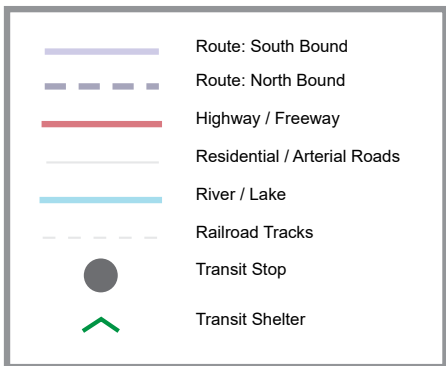 Route: South Bound
Route: North Bound
Highway / Freeway
Residential / Arterial Roads
River / Lake
Railroad Tracks
Transit Stop
Transit Shelter